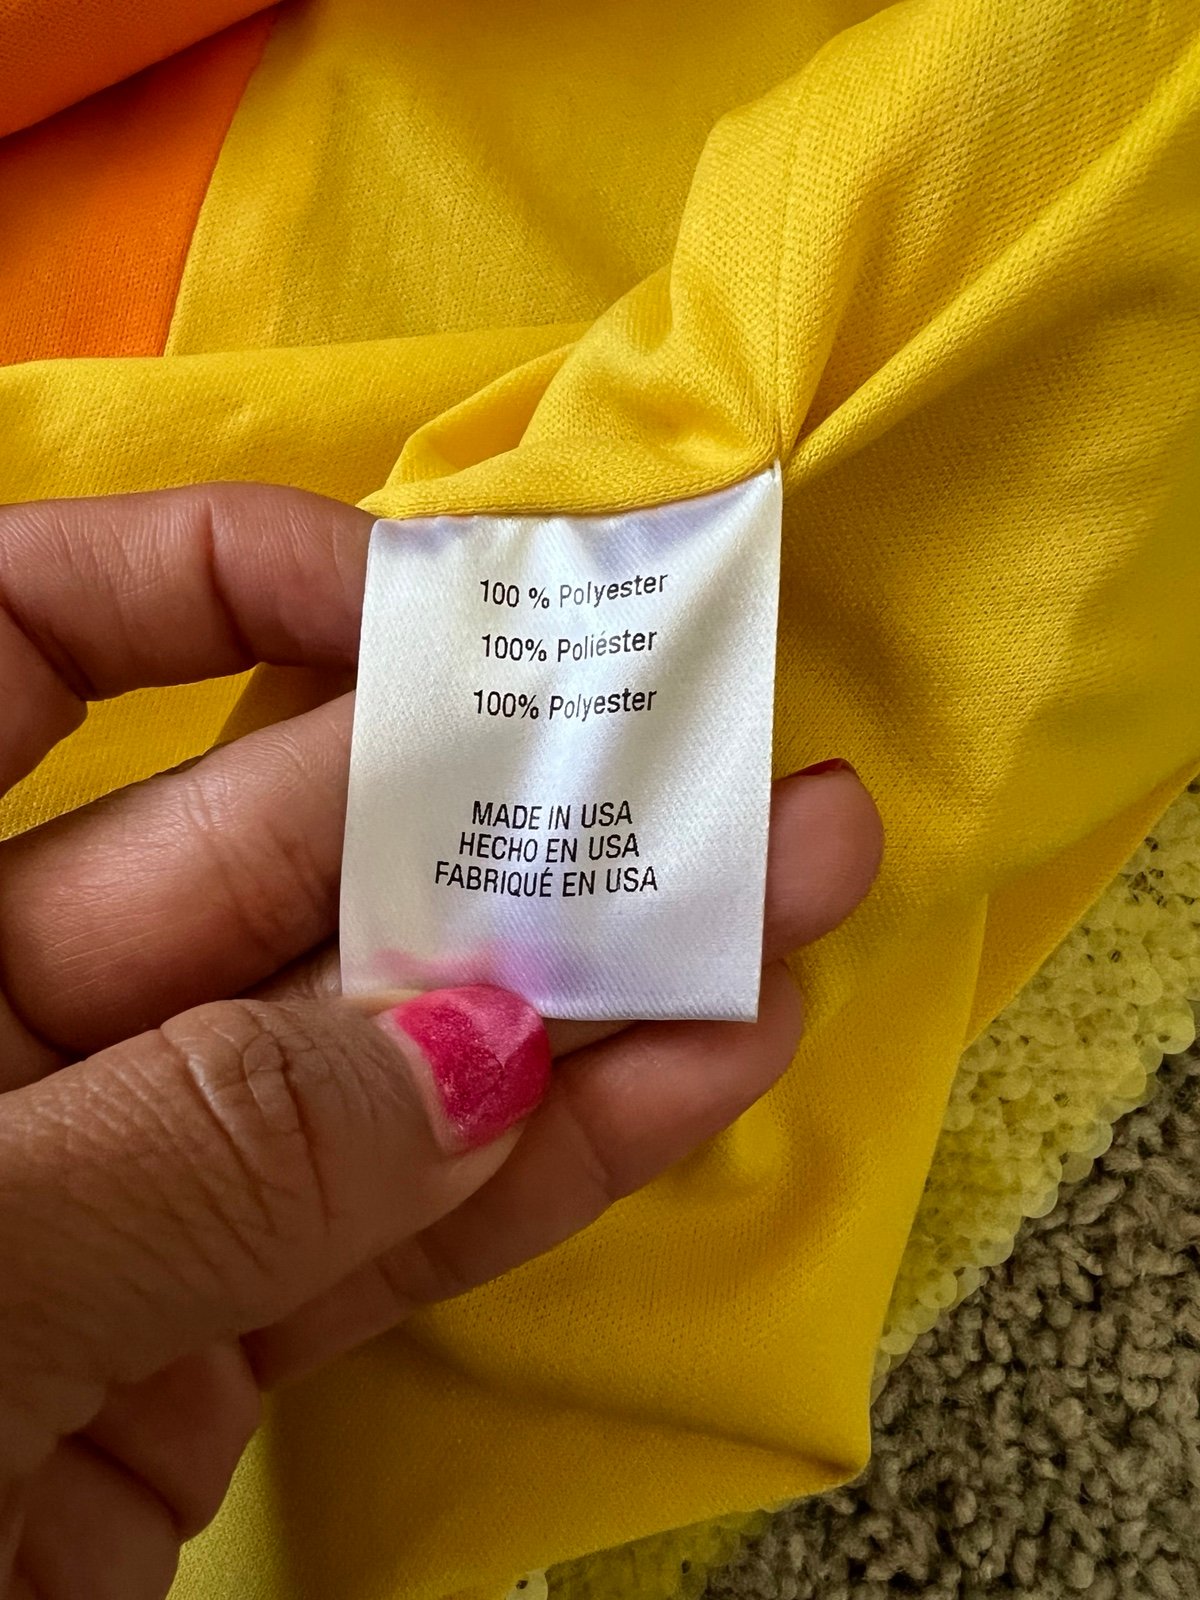 100 % Polyester
100% Poliéster
100% Polyester
MADE IN USA
HECHO EN USA
FABRIQUÉ EN USA